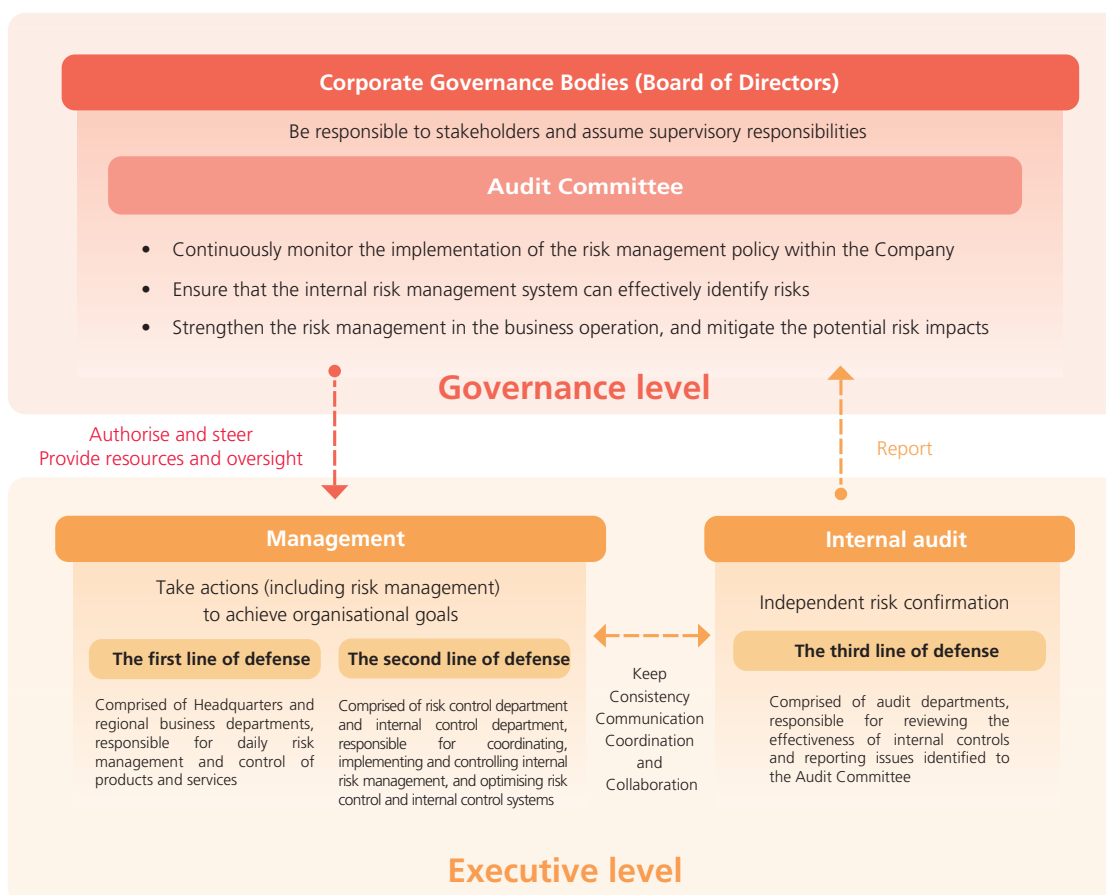 Corporate Governance Bodies (Board of Directors)
Be responsible to stakeholders and assume supervisory responsibilities
Audit Committee
• Continuously monitor the implementation of the risk management policy within the Company
• Ensure that the internal risk management system can effectively identify risks
• Strengthen the risk management in the business operation, and mitigate the potential risk impacts
Governance level
Authorise and steer
Provide resources and oversight
Report
Management
Take actions (including risk management)
to achieve organisational goals
The first line of defense
Comprised of Headquarters and
regional business departments,
responsible for daily risk
management and control of
products and services
The second line of defense
Comprised of risk control department
and internal control department,
responsible for coordinating,
implementing and controlling internal
risk management, and optimising risk
control and internal control systems
Keep
Consistency
Communication
Coordination
and
Collaboration
Internal audit
Independent risk confirmation
The third line of defense
Comprised of audit departments,
responsible for reviewing the
effectiveness of internal controls
and reporting issues identified to
the Audit Committee
Executive level